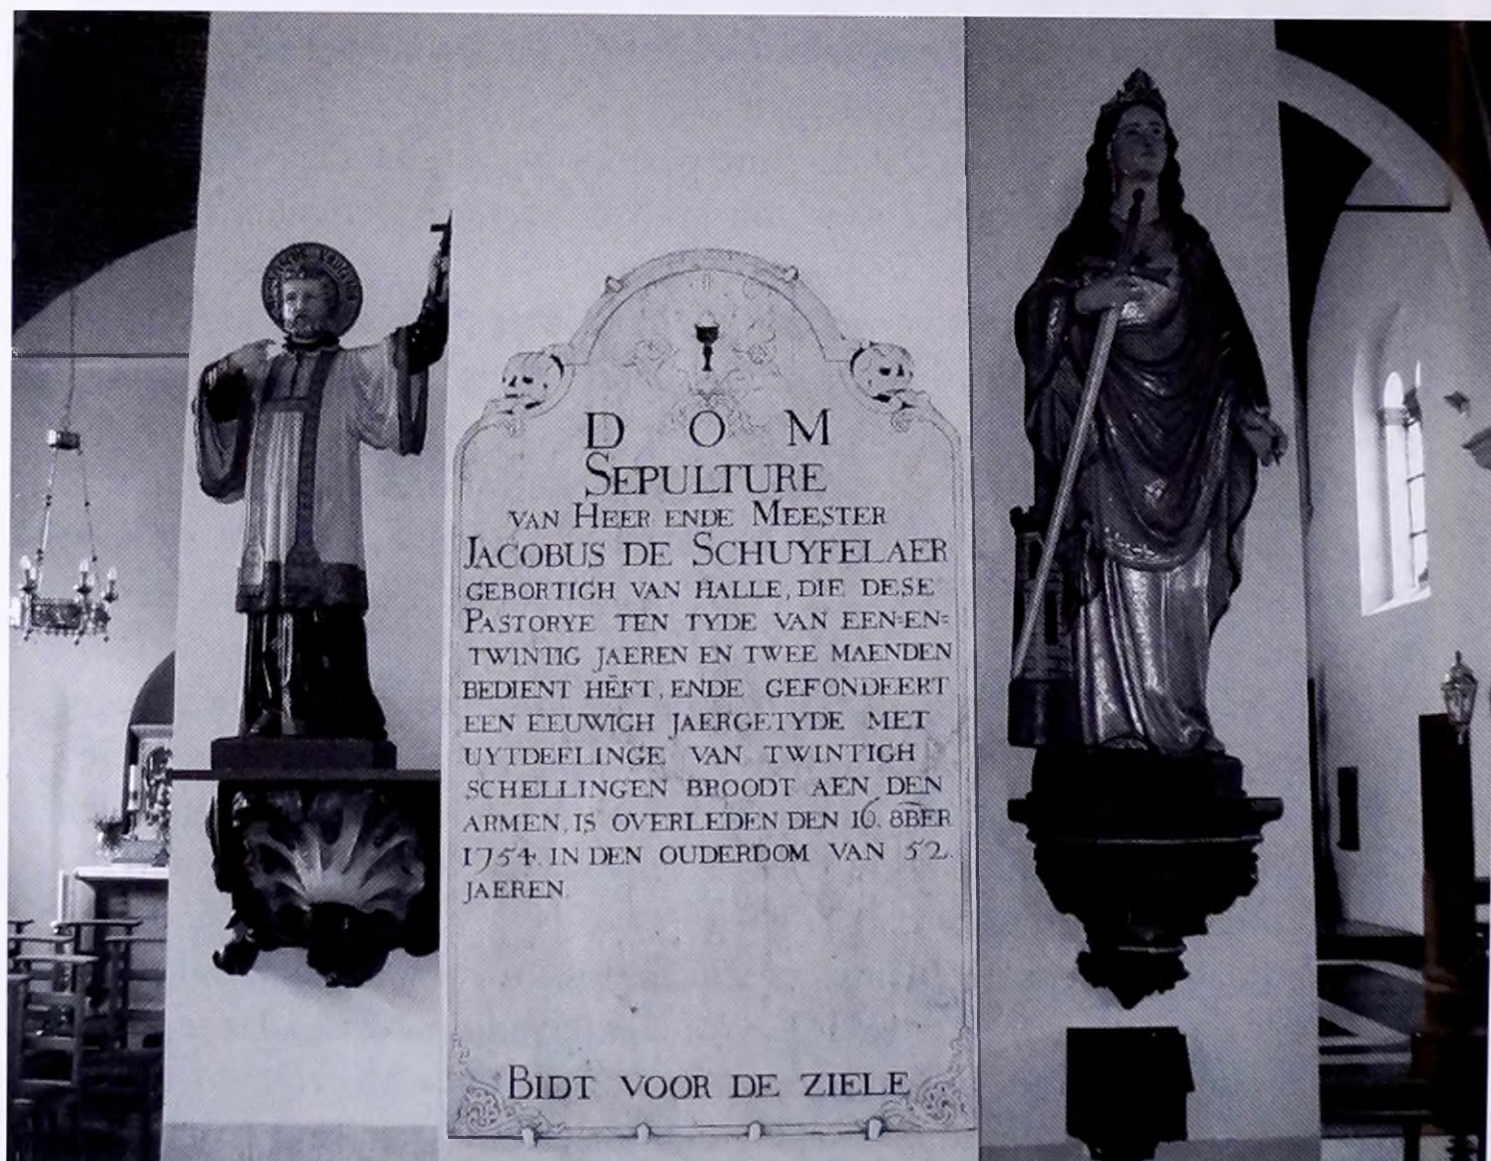 D O M
SEPULTURE
VAN HEER ENDE MEESTER
JACOBUS DE SCHUYFELAER
GEBORTIGH VAN HALLE, DIE DESE
PASTORYE TEN TYDE VAN EEN=EN=
TWINTIG JAEREN EN TWEE MAENDEN
BEDIENT HEFT, ENDE GEFONDEERT
EEN EEUWIGH JAERGETYDE MET
UYTDEELINGE VAN TWINTIGH
SCHELLINGEN BROODT AEN DEN
ARMEN, IS OVERLEDEN DEN 16. 8BER
1754. IN DEN OUDERDOM VAN 52.
JAEREN.
BIDT VOOR DE ZIELE